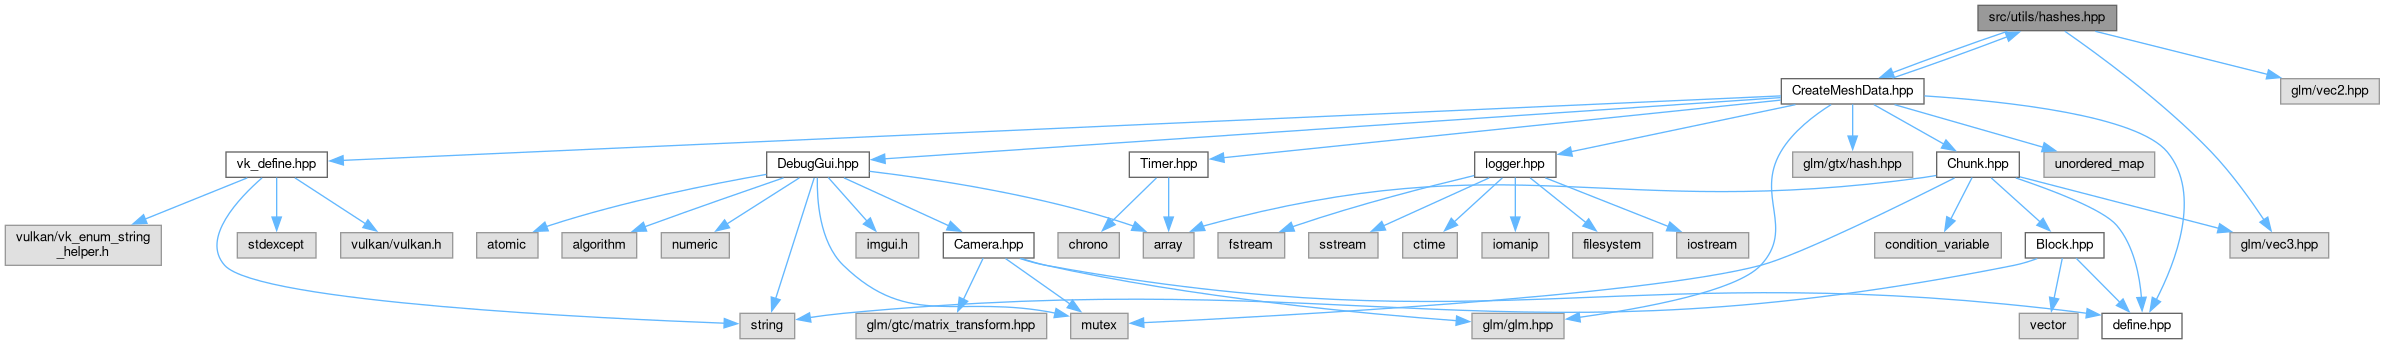 src/utils/hashes.hpp
CreateMeshData.hpp
glm/vec2.hpp
vk_define.hpp
DebugGui.hpp
Timer.hpp
logger.hpp
glm/gtx/hash.hpp
Chunk.hpp
unordered_map
vulkan/vk_enum_string
_helper.h
stdexcept
vulkan/vulkan.h
atomic
algorithm
numeric
imgui.h
Camera.hpp
chrono
array
fstream
sstream
ctime
iomanip
filesystem
iostream
condition_variable
Block.hpp
glm/vec3.hpp
string
glm/gtc/matrix_transform.hpp
mutex
glm/glm.hpp
vector
define.hpp